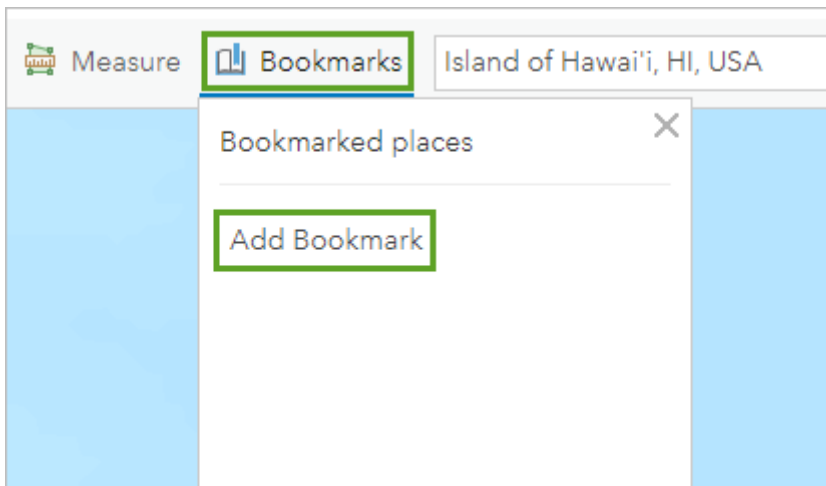 Measure Bookmarks Island of Hawai'i, HI, USA
Bookmarked places
Add Bookmark